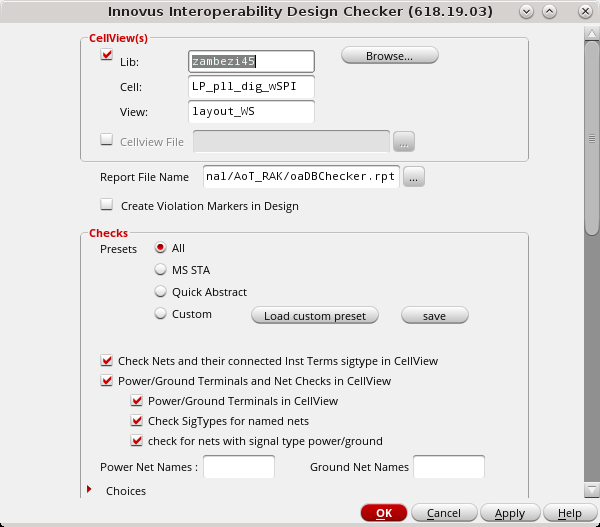 Innovus Interoperability Design Checker (618.19.03)
CellView(s)
Lib: zambezi45 Browse...
Cell: LP_pll_dig_wSPI
View: layout_WS
Cellview File ...
Report File Name nal/AoT_RAK/oaDBChecker.rpt ...
Create Violation Markers in Design
Checks
Presets All
MS STA
Quick Abstract
Custom Load custom preset save
Check Nets and their connected Inst Terms sigtype in CellView
Power/Ground Terminals and Net Checks in CellView
Power/Ground Terminals in CellView
Check SigTypes for named nets
check for nets with signal type power/ground
Power Net Names : Ground Net Names
Choices
OK Cancel Apply Help